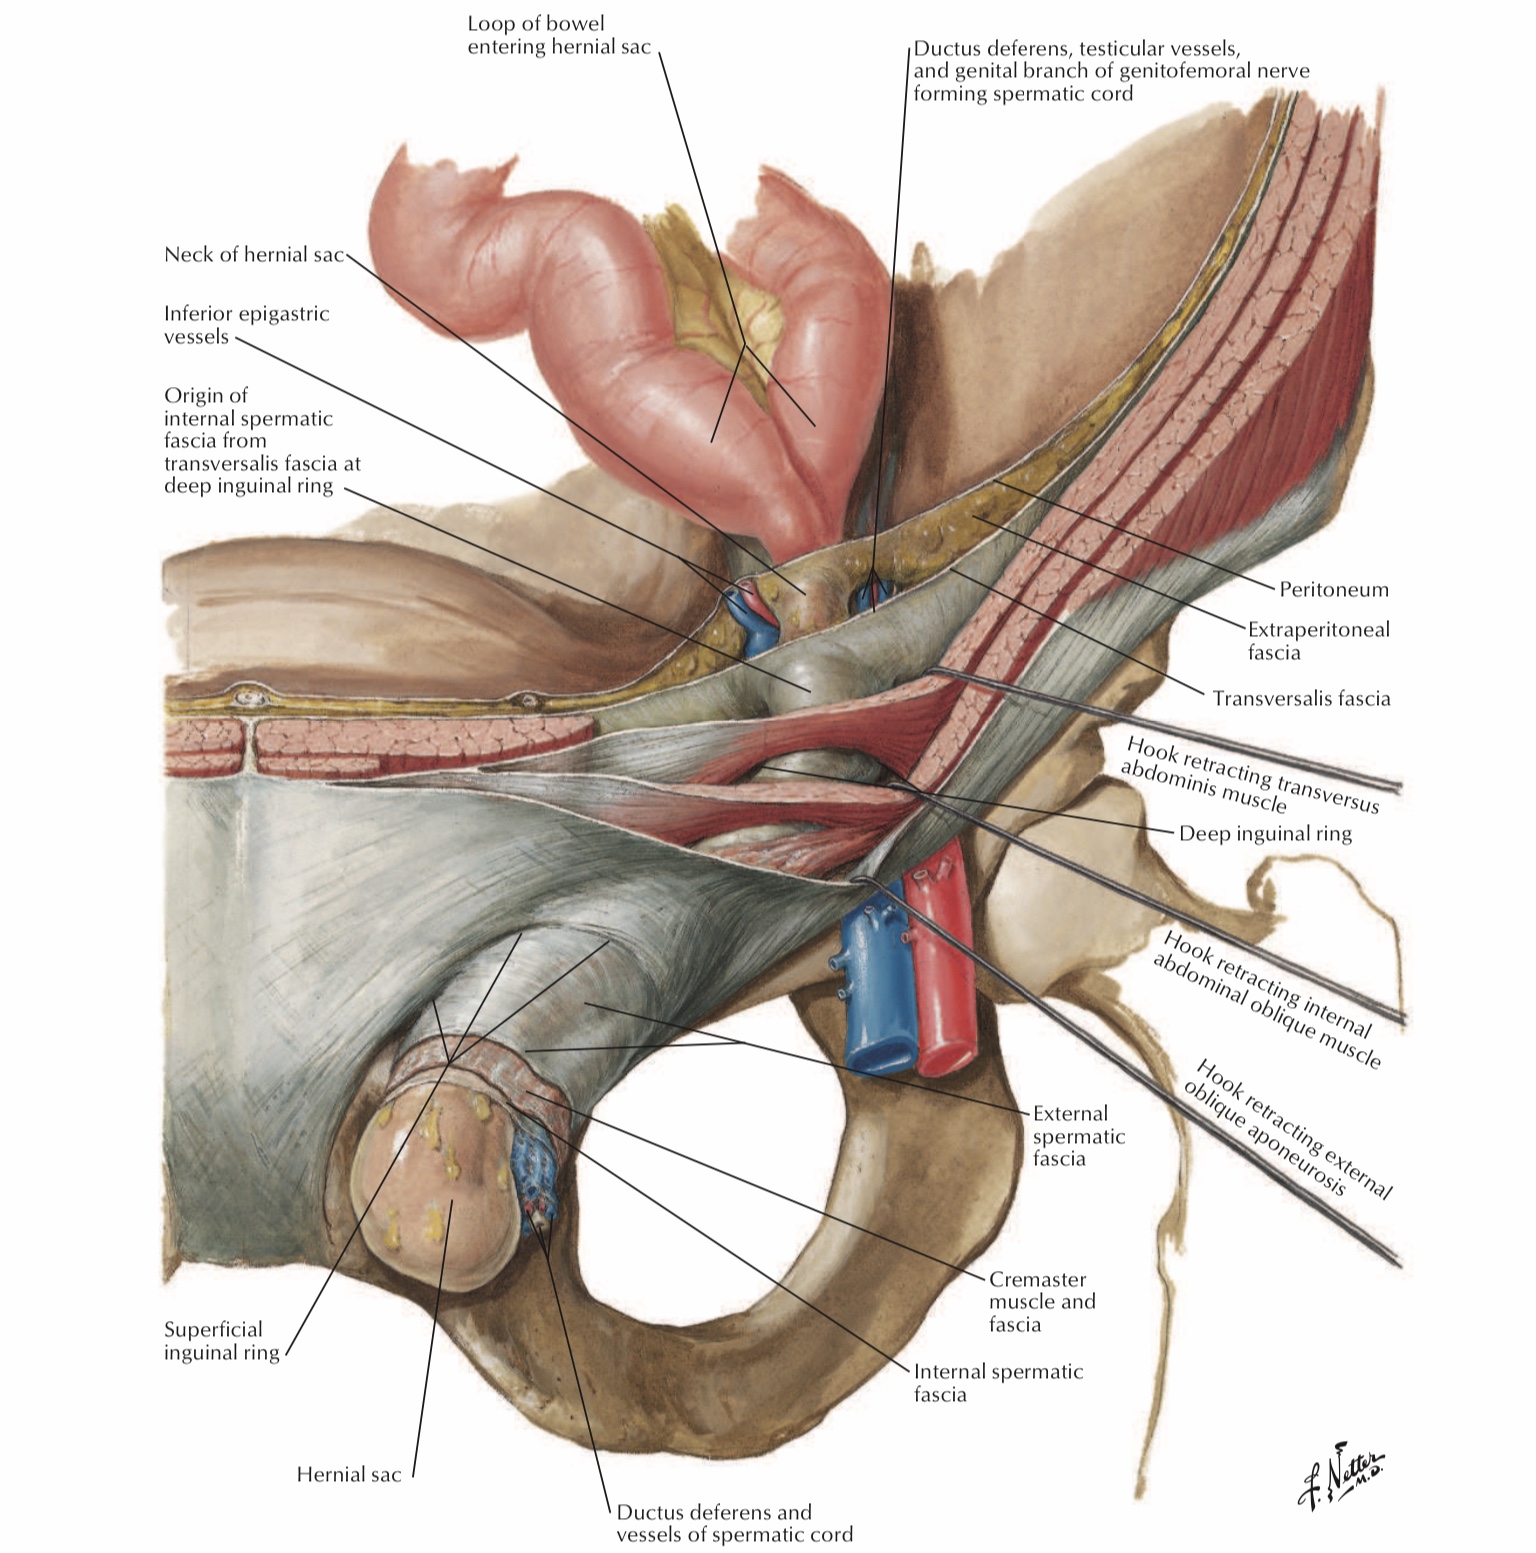 Loop of bowel
entering hernial sac
Ductus deferens, testicular vessels,
and genital branch of genitofemoral nerve
forming spermatic cord
Neck of hernial sac
Inferior epigastric
vessels
Origin of
internal spermatic
fascia from
transversalis fascia at
deep inguinal ring
Peritoneum
Extraperitoneal
fascia
Transversalis fascia
Hook retracting transversus
abdominis muscle
Deep inguinal ring
Hook retracting internal
abdominal oblique muscle
Hook retracting external
oblique aponeurosis
External
spermatic
fascia
Cremaster
muscle and
fascia
Internal spermatic
fascia
Superficial
inguinal ring
Hernial sac
Ductus deferens and
vessels of spermatic cord
F. Netter
M.D.